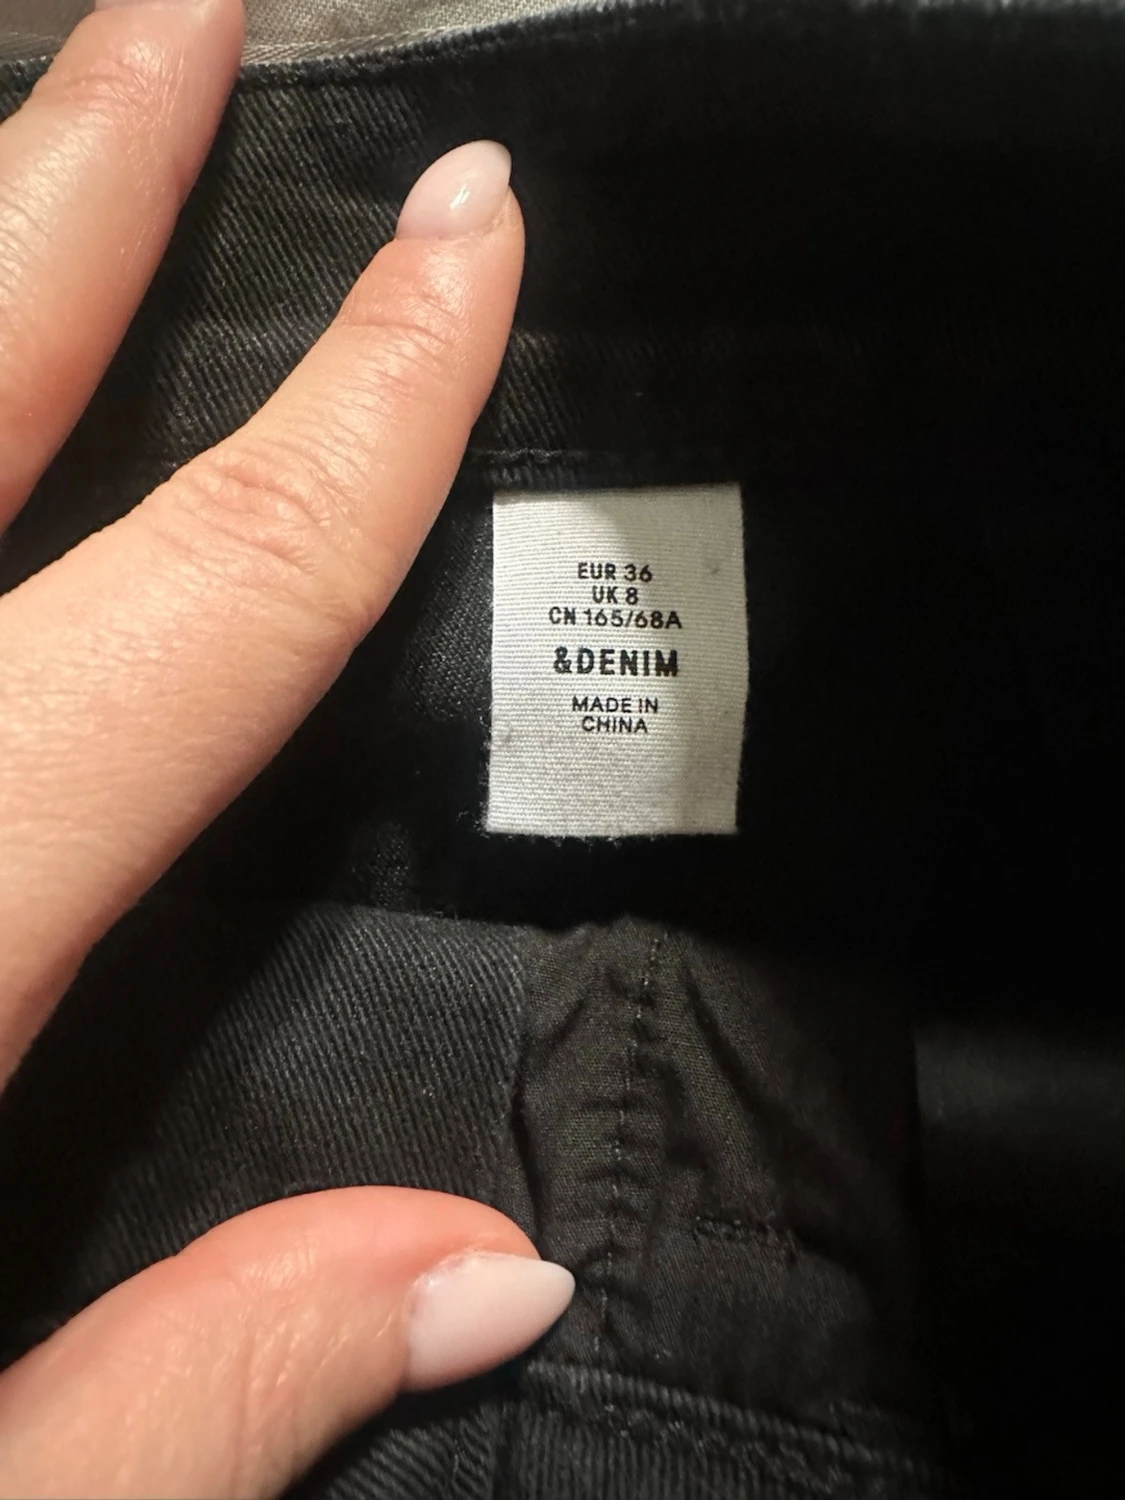 EUR 36
UK 8
CN 165/68A
&DENIM
MADE IN
CHINA